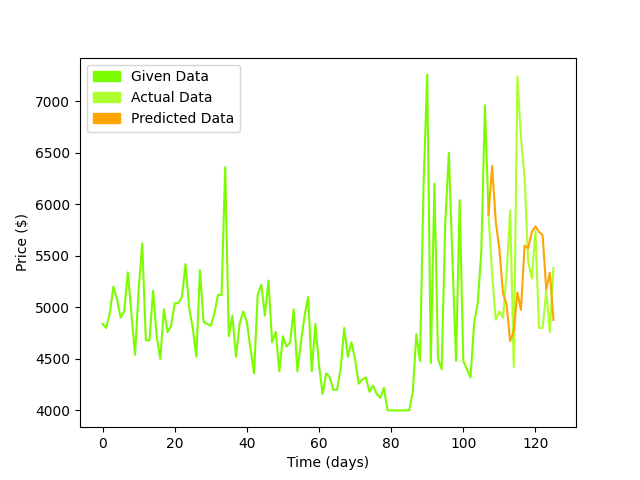 Given Data
Actual Data
Predicted Data
7000
6500
6000
5500
5000
4500
4000
Price ($)
0 20 40 60 80 100 120
Time (days)